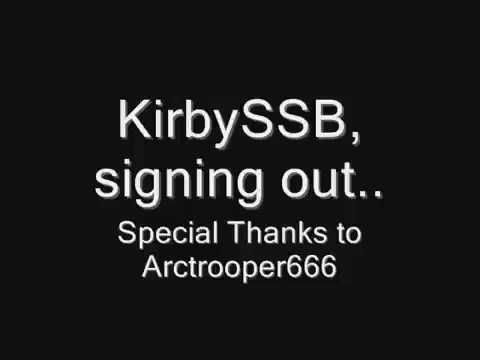 KirbySSB,
signing out..
Special Thanks to
Arctrooper666